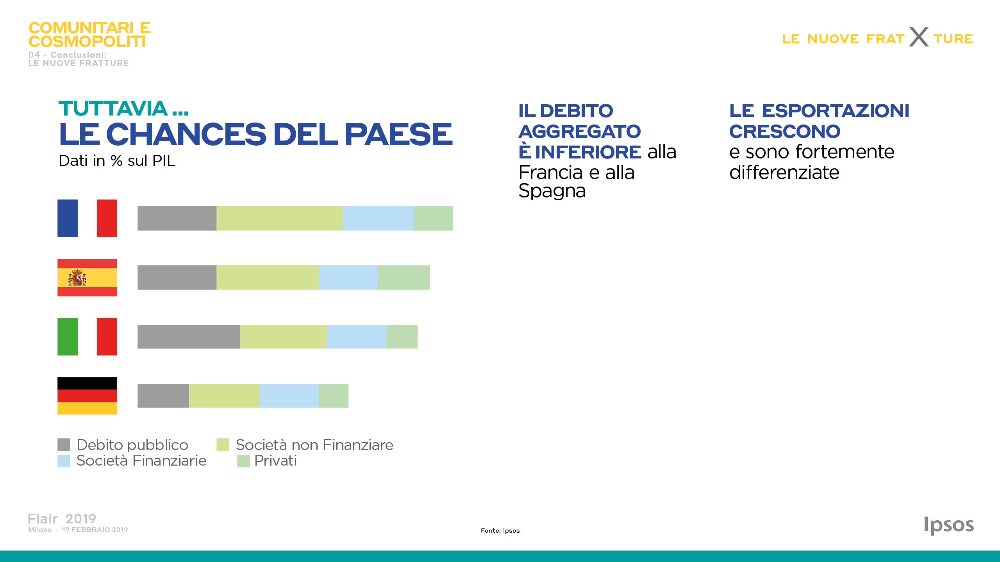 COMUNITARI E
COSMOPOLITI
04 - Conclusioni:
LE NUOVE FRATTURE
LE NUOVE FRAT X TURE
TUTTAVIA ...
LE CHANCES DEL PAESE
Dati in % sul PIL
IL DEBITO
AGGREGATO
È INFERIORE alla
Francia e alla
Spagna
LE ESPORTAZIONI
CRESCONO
e sono fortemente
differenziate
Debito pubblico
Società non Finanziare
Società Finanziarie
Privati
Flair 2019
Milano - 19 FEBBRAIO 2019
Fonte: Ipsos
Ipsos